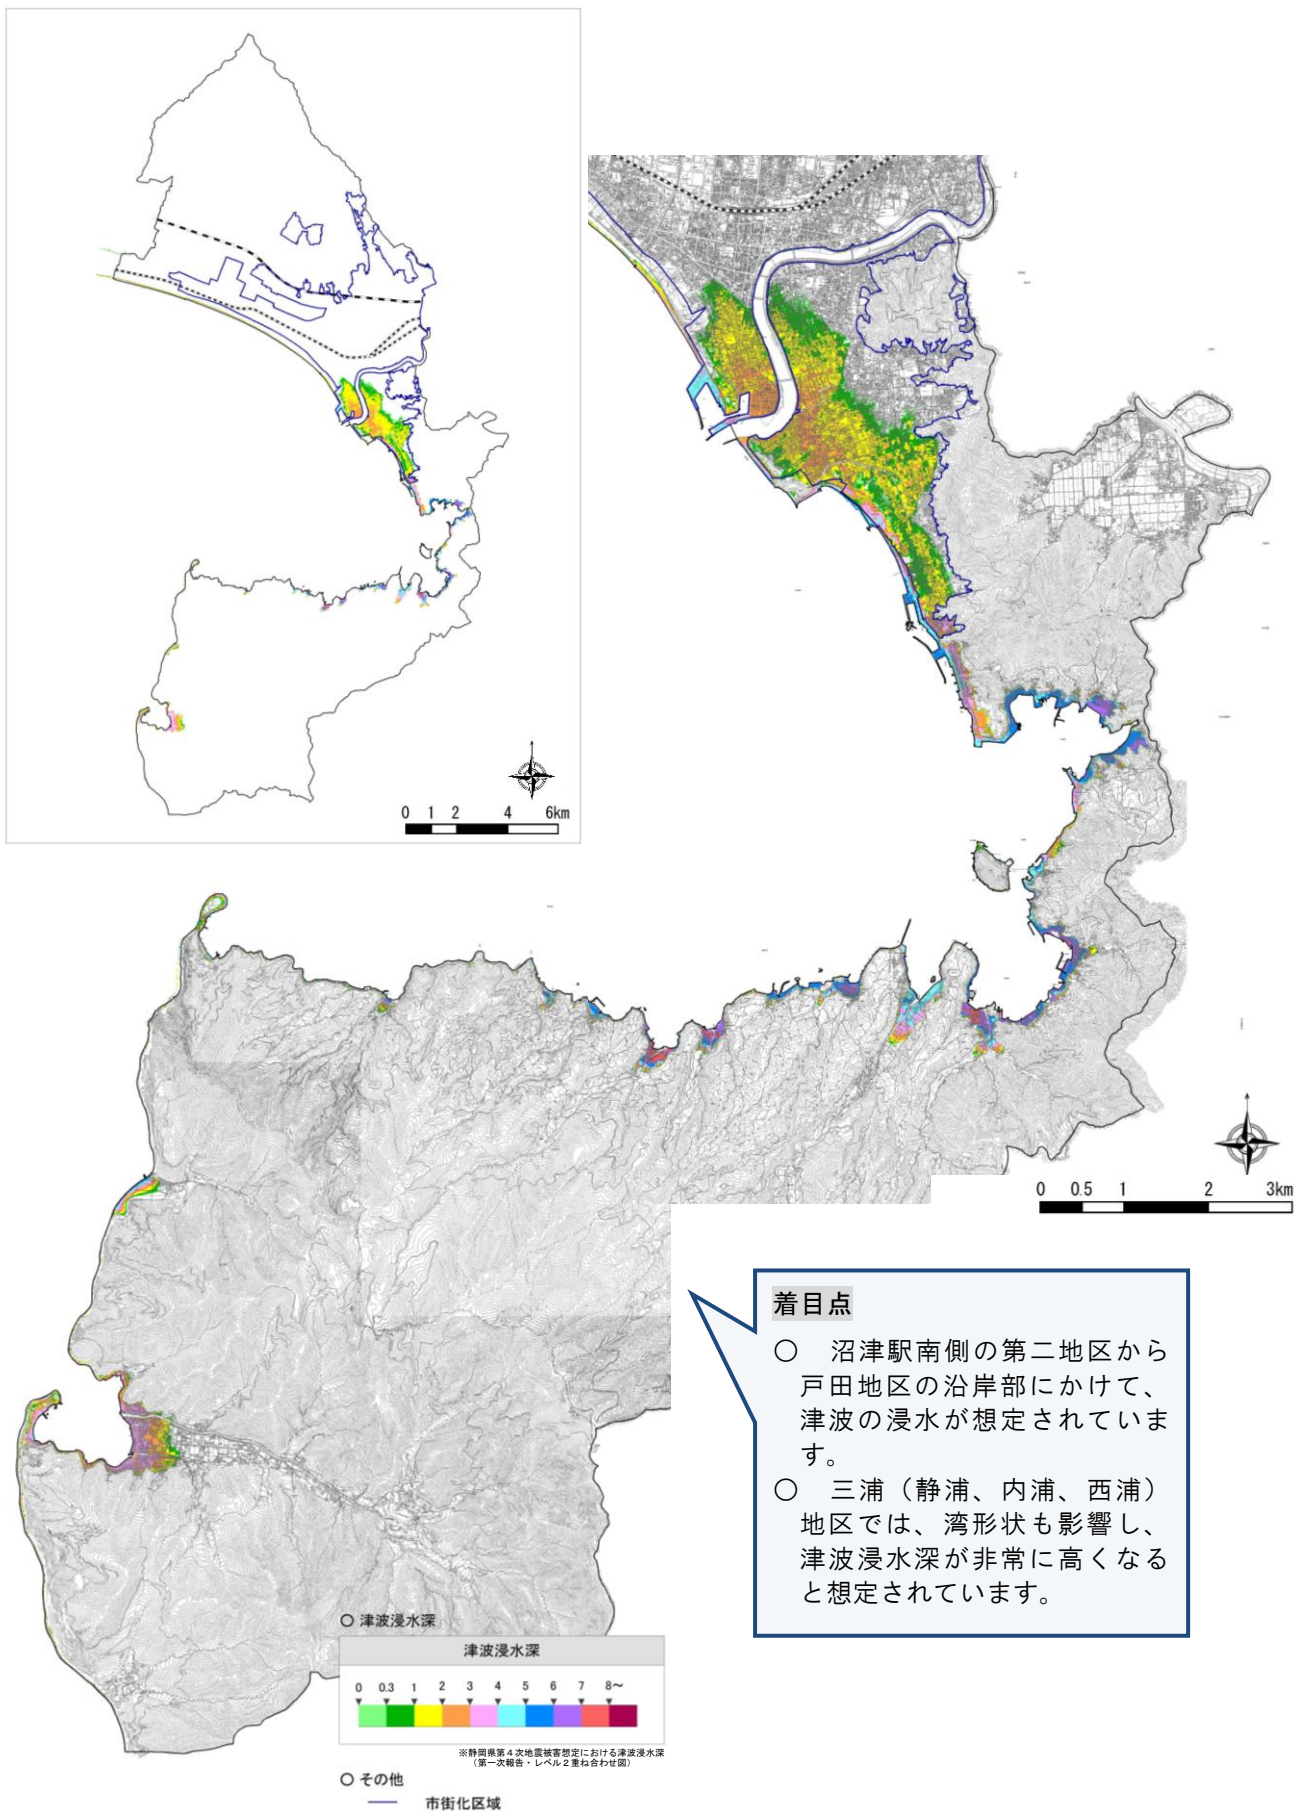 0 1 2 4 6km
0 0.5 1 2 3km
着目点
○ 沼津駅南側の第二地区から
戸田地区の沿岸部にかけて、
津波の浸水が想定されていま
す。
○ 三浦（静浦、内浦、西浦）
地区では、湾形状も影響し、
津波浸水深が非常に高くなる
と想定されています。
○ 津波浸水深
津波浸水深
0 0.3 1 2 3 4 5 6 7 8～
※静岡県第４次地震被害想定における津波浸水深
（第一次報告・レベル２重ね合わせ図）
○ その他
市街化区域